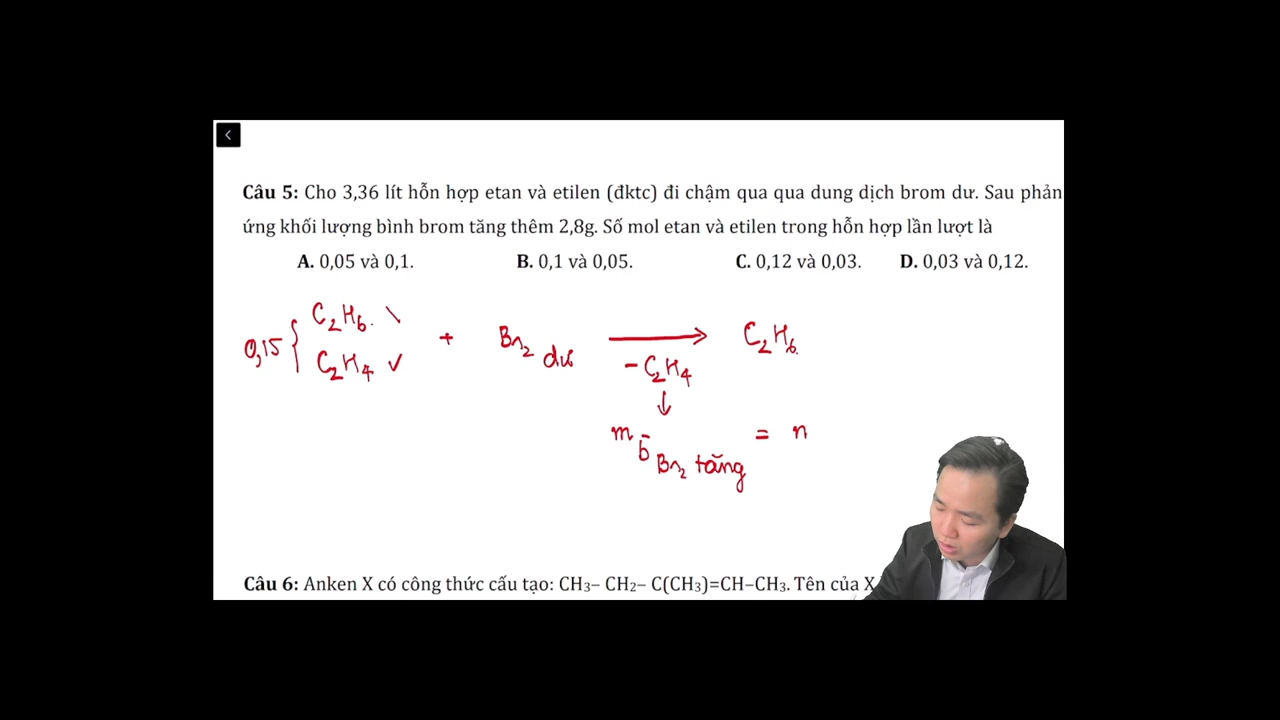 Câu 5: Cho 3,36 lít hỗn hợp etan và etilen (đktc) đi chậm qua qua dung dịch brom dư. Sau phản
ứng khối lượng bình brom tăng thêm 2,8g. Số mol etan và etilen trong hỗn hợp lần lượt là
A. 0,05 và 0,1. B. 0,1 và 0,05. C. 0,12 và 0,03. D. 0,03 và 0,12.
0,15 { C₂H₆. \
C₂H₄ ✓ + Br₂ dư → C₂H₆.
- C₂H₄
↓
m b̄ Br₂ tăng = n
Câu 6: Anken X có công thức cấu tạo: CH₃– CH₂– C(CH₃)=CH–CH₃. Tên của X